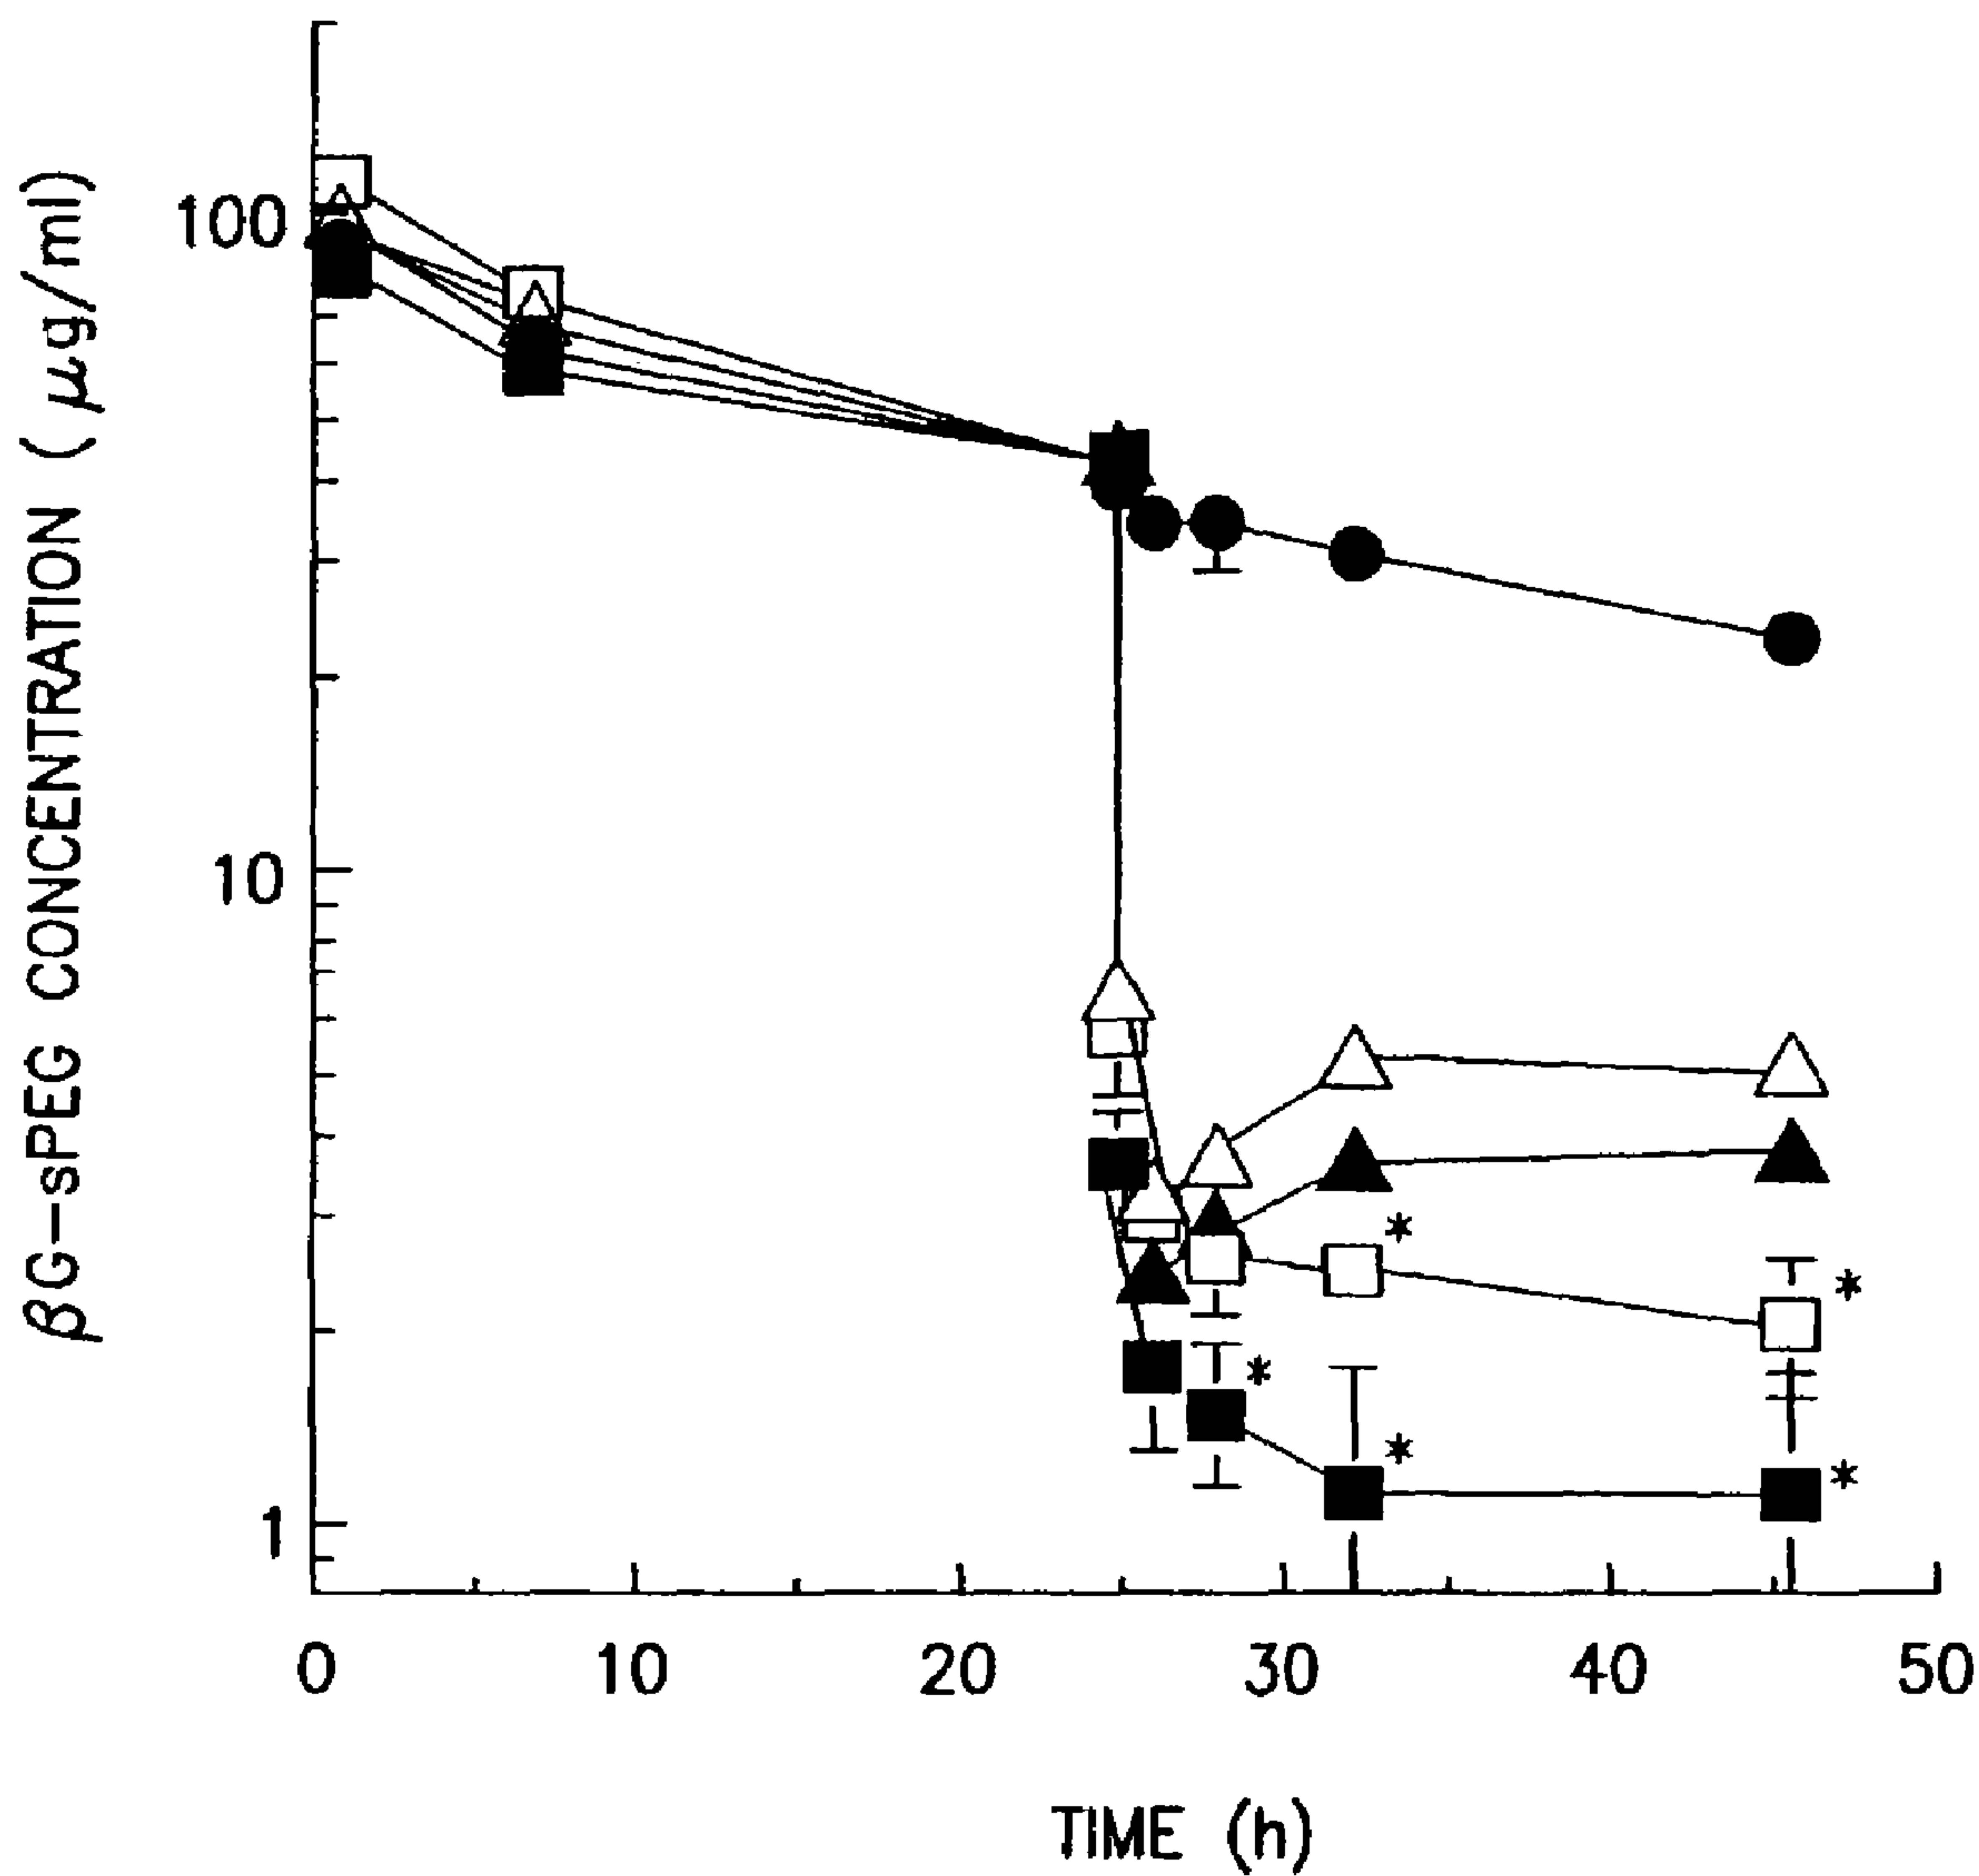 βG-sPEG CONCENTRATION ( μg/ml)
100
10
1
*
*
*
*
*
0 10 20 30 40 50
TIME (h)